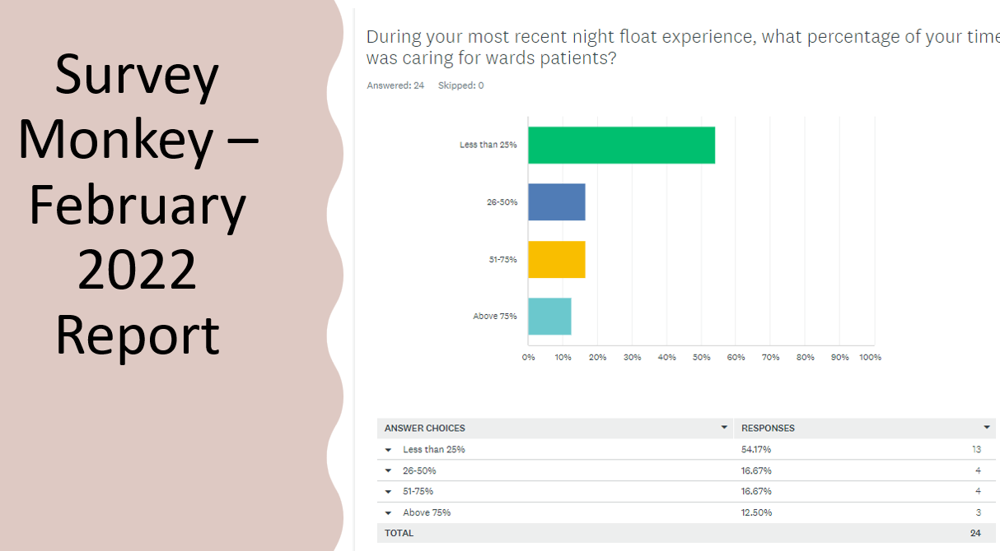 Survey
Monkey –
February
2022
Report
During your most recent night float experience, what percentage of your time
was caring for wards patients?
Answered: 24 Skipped: 0
Less than 25%
26-50%
51-75%
Above 75%
0% 10% 20% 30% 40% 50% 60% 70% 80% 90% 100%
ANSWER CHOICES RESPONSES
Less than 25% 54.17% 13
26-50% 16.67% 4
51-75% 16.67% 4
Above 75% 12.50% 3
TOTAL 24